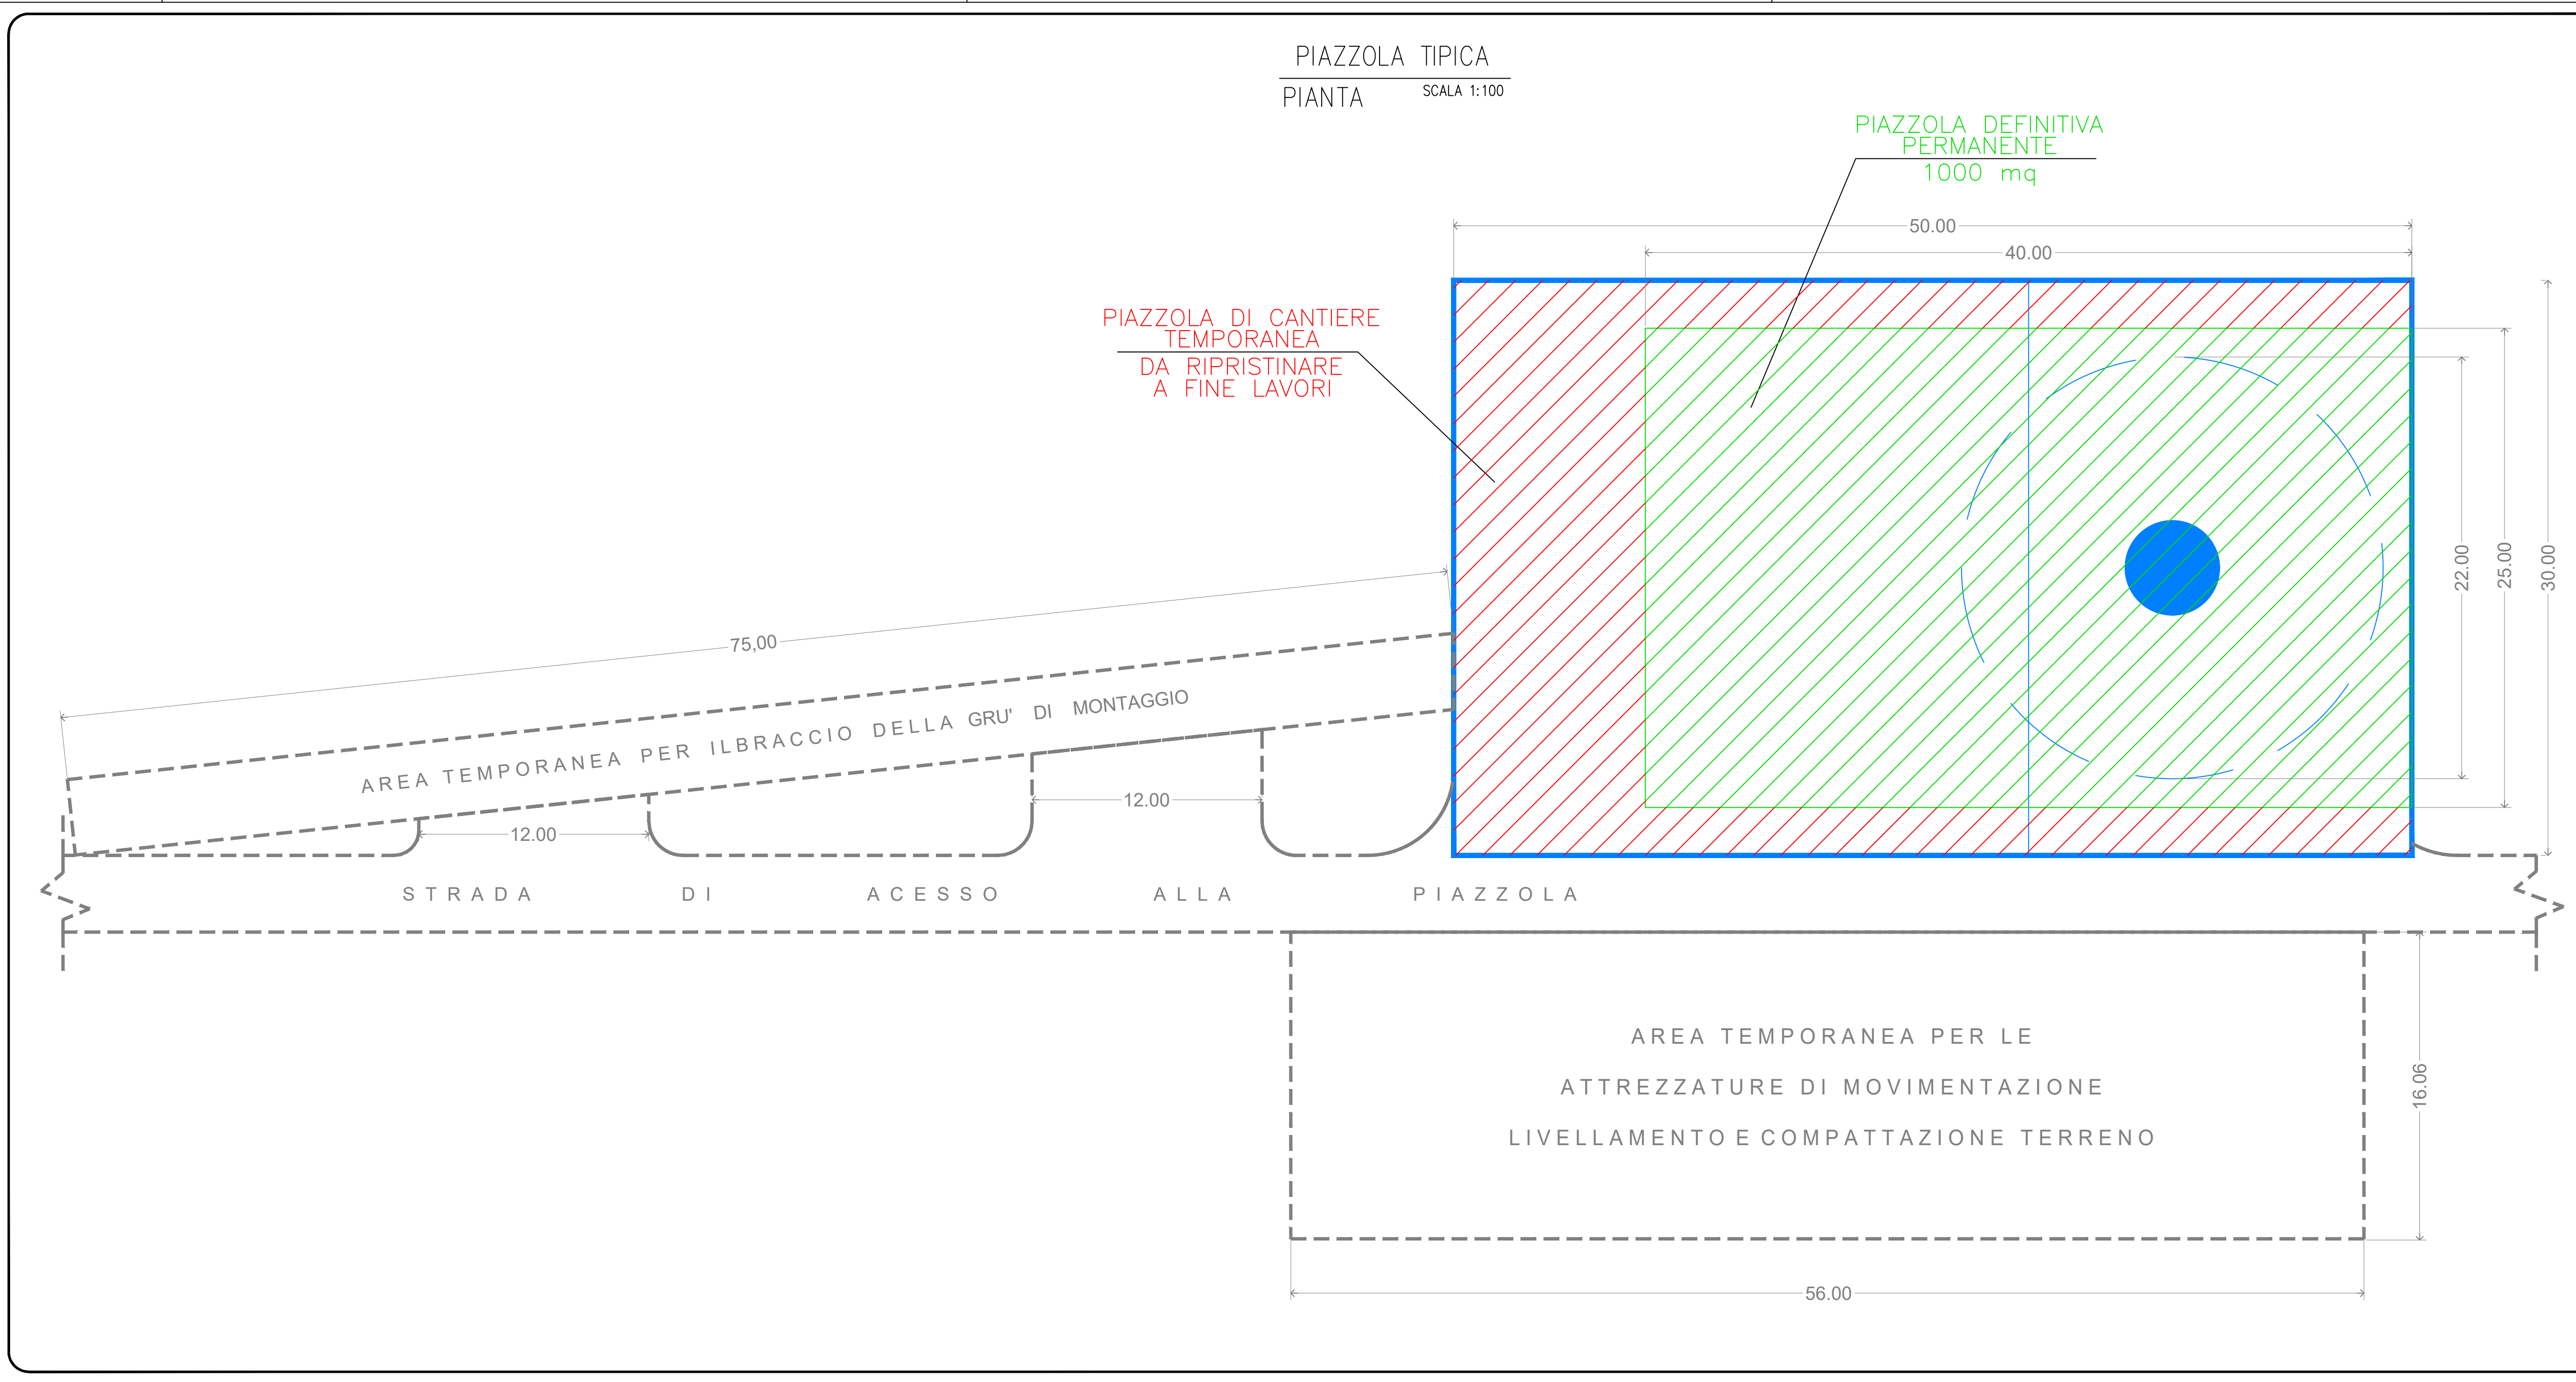 PIAZZOLA TIPICA
PIANTA SCALA 1:100
PIAZZOLA DEFINITIVA
PERMANENTE
1000 mq
50.00
40.00
PIAZZOLA DI CANTIERE
TEMPORANEA
DA RIPRISTINARE
A FINE LAVORI
22.00
25.00
30.00
75,00
AREA TEMPORANEA PER ILBRACCIO DELLA GRU' DI MONTAGGIO
12.00
12.00
STRADA DI ACESSO ALLA PIAZZOLA
AREA TEMPORANEA PER LE
ATTREZZATURE DI MOVIMENTAZIONE
LIVELLAMENTO E COMPATTAZIONE TERRENO
16.06
56.00